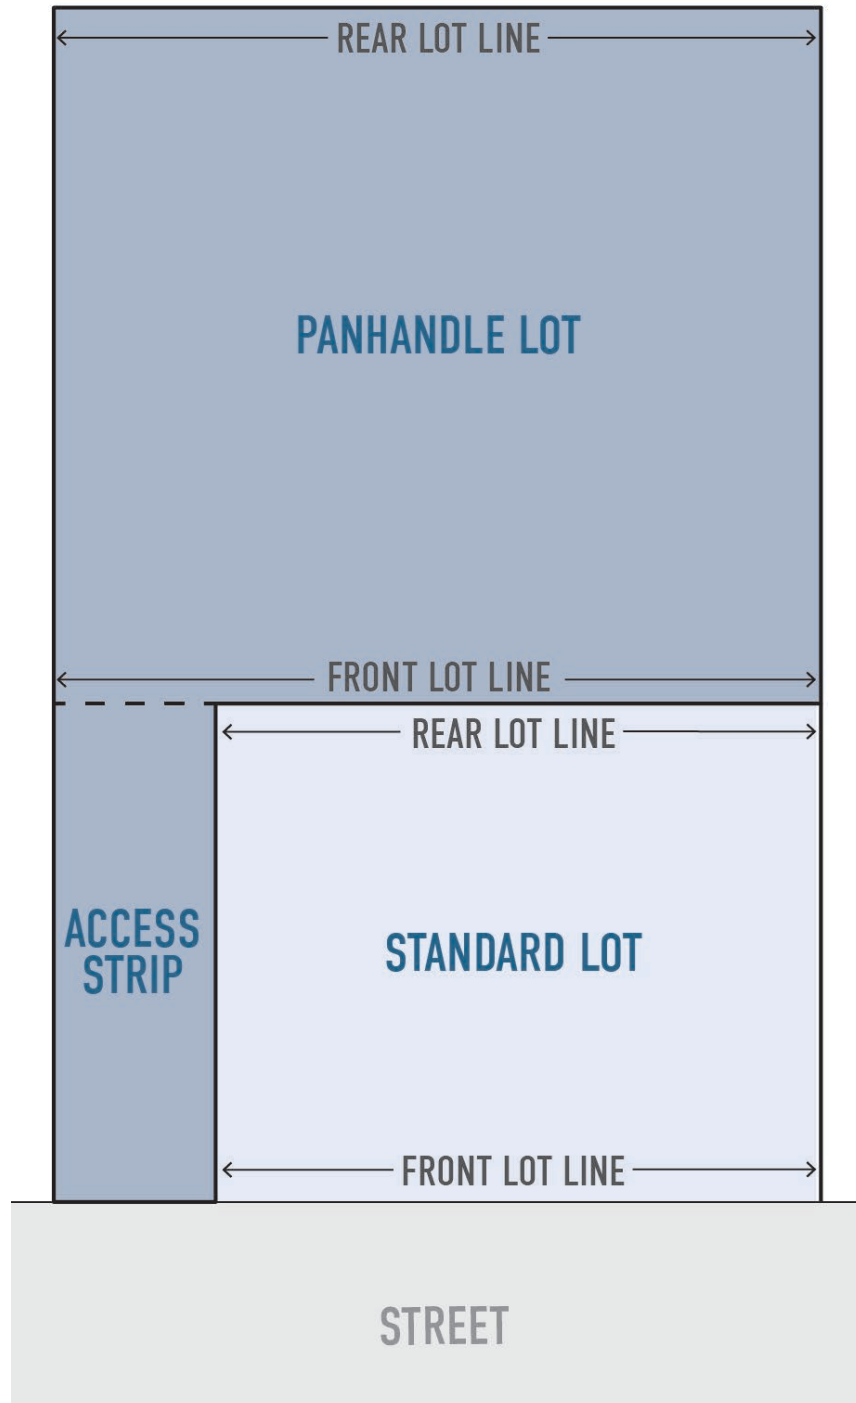 REAR LOT LINE
PANHANDLE LOT
FRONT LOT LINE
REAR LOT LINE
ACCESS
STRIP
STANDARD LOT
FRONT LOT LINE
STREET